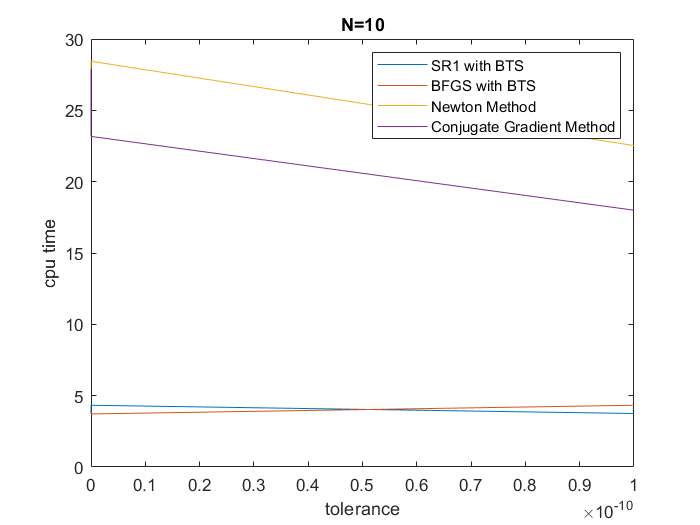 N=10
30
25
20
15
10
5
0
cpu time
SR1 with BTS
BFGS with BTS
Newton Method
Conjugate Gradient Method
0 0.1 0.2 0.3 0.4 0.5 0.6 0.7 0.8 0.9 1
tolerance
×10^-10